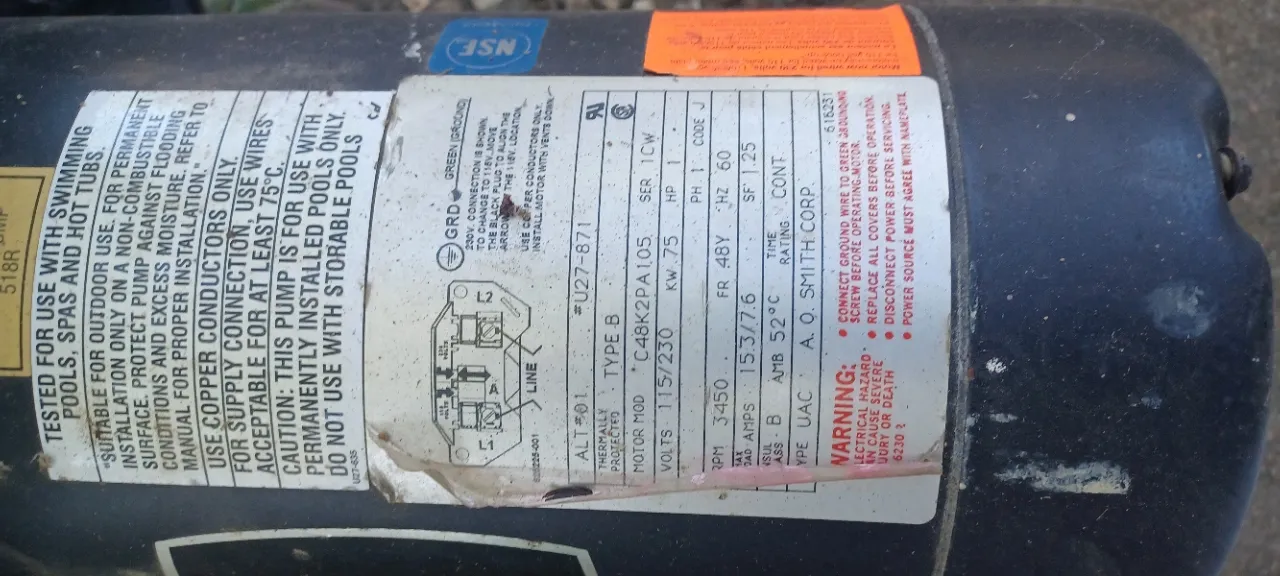 518R
TESTED FOR USE WITH SWIMMING
POOLS, SPAS AND HOT TUBS.
"SUITABLE FOR OUTDOOR USE. FOR PERMANENT
INSTALLATION ONLY ON A NON-COMBUSTIBLE
SURFACE. PROTECT PUMP AGAINST FLOODING
CONDITIONS AND EXCESS MOISTURE. REFER TO
MANUAL FOR PROPER INSTALLATION."
USE COPPER CONDUCTORS ONLY.
FOR SUPPLY CONNECTION, USE WIRES
ACCEPTABLE FOR AT LEAST 75°C.
CAUTION: THIS PUMP IS FOR USE WITH
PERMANENTLY INSTALLED POOLS ONLY.
DO NOT USE WITH STORABLE POOLS
U27-635
NSF
GRD GREEN (GROUND)
230V. CONNECTION IS SHOWN.
TO CHANGE TO 115V. MOVE
THE BLACK PLUG TO ALIGN THE
ARROW THE 115V. LOCATION.
USE COPPER CONDUCTORS ONLY.
INSTALL MOTOR WITH VENTS DOWN
L1
L2
A
LINE
ALT#01 #U27-871
THERMALLY
PROTECTED TYPE-B
MOTOR MOD C48K2PA105 SER 1CW
VOLTS 115/230 KW .75 HP 1
PH 1 CODE J
RPM 3450 FR 48Y HZ 60
AMPS 15.3/7.6 SF 1.25
B AMB 52°C TIME
RATING CONT
TYPE UAC A. O. SMITH CORP.
616231
WARNING:
ELECTRICAL HAZARD
CAN CAUSE SEVERE
INJURY OR DEATH
• CONNECT GROUND WIRE TO GREEN GROUNDING
SCREW BEFORE OPERATING MOTOR.
• REPLACE ALL COVERS BEFORE OPERATION.
• DISCONNECT POWER BEFORE SERVICING.
• POWER SOURCE MUST AGREE WITH NAMEPLATE